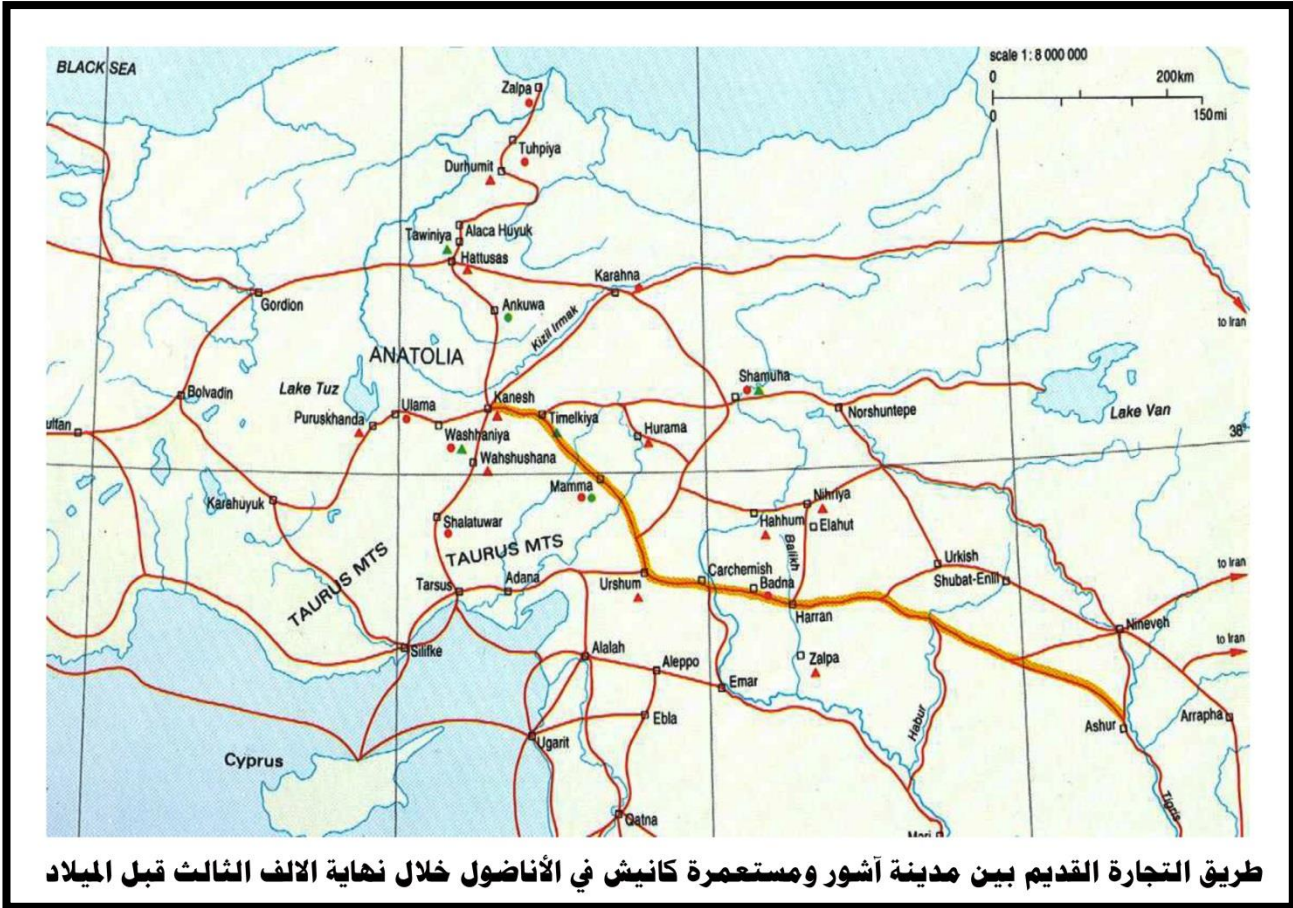 BLACK SEA
scale 1: 8 000 000
0 200km
0 150mi
Zalpa
Tuhpiya
Durhumit
Alaca Huyuk
Tawiniya
Hattusas
Karahna
Gordion
Ankuwa
Kizil Irmak
to Iran
ANATOLIA
Shamuha
Bolvadin
Lake Tuz
Kanesh
Ulama
Timelkiya
Norshuntepe
Lake Van
Puruskhanda
Hurama
ultan
Washhaniya
38°
Wahshushana
Mamma
Karahuyuk
Nihriya
Hahhum
Elahut
Shalatuwar
Balikh
TAURUS MTS
TAURUS MTS
Urkish
Carchemish
to Iran
Tarsus
Adana
Urshum
Badna
Shubat-Enlil
Harran
Nineveh
Silifke
Alalah
Aleppo
Zalpa
to Iran
Emar
Ebla
Habur
Ashur
Arrapha
Ugarit
Cyprus
Tigris
Qatna
Mari
طريق التجارة القديم بين مدينة آشور ومستعمرة كانيش في الأناضول خلال نهاية الالف الثالث قبل الميلاد